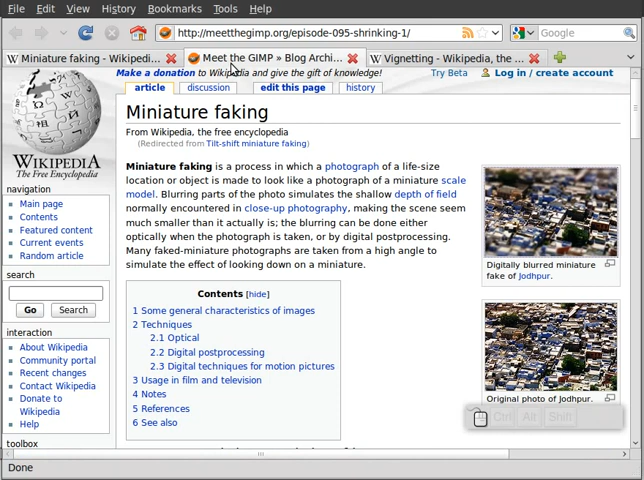 File Edit View History Bookmarks Tools Help
http://meetthegimp.org/episode-095-shrinking-1/
Google
Miniature faking - Wikipedi...
Meet the GIMP » Blog Archi...
Vignetting - Wikipedia, the ...
Make a donation to Wikipedia and give the gift of knowledge!
Try Beta
Log in / create account
article discussion edit this page history
WIKIPEDIA
The Free Encyclopedia
navigation
Main page
Contents
Featured content
Current events
Random article
search
Go Search
interaction
About Wikipedia
Community portal
Recent changes
Contact Wikipedia
Donate to
Wikipedia
Help
toolbox
Miniature faking
From Wikipedia, the free encyclopedia
(Redirected from Tilt-shift miniature faking)
Miniature faking is a process in which a photograph of a life-size
location or object is made to look like a photograph of a miniature scale
model. Blurring parts of the photo simulates the shallow depth of field
normally encountered in close-up photography, making the scene seem
much smaller than it actually is; the blurring can be done either
optically when the photograph is taken, or by digital postprocessing.
Many faked-miniature photographs are taken from a high angle to
simulate the effect of looking down on a miniature.
Contents [hide]
1 Some general characteristics of images
2 Techniques
2.1 Optical
2.2 Digital postprocessing
2.3 Digital techniques for motion pictures
3 Usage in film and television
4 Notes
5 References
6 See also
Digitally blurred miniature
fake of Jodhpur.
Original photo of Jodhpur.
Ctrl Alt Shift
Done